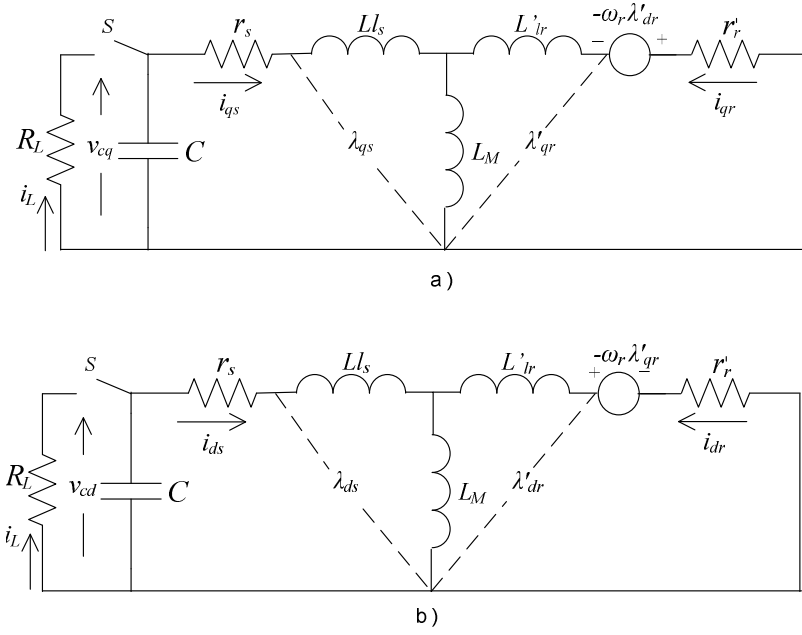 S
r_s
Ll_s
L'_lr
-ω_r λ'_dr
− +
r'_r
i_qs
i_qr
R_L
v_cq
C
λ_qs
L_M
λ'_qr
i_L
a)
S
r_s
Ll_s
L'_lr
-ω_r λ'_qr
+ −
r'_r
i_ds
i_dr
R_L
v_cd
C
λ_ds
L_M
λ'_dr
i_L
b)